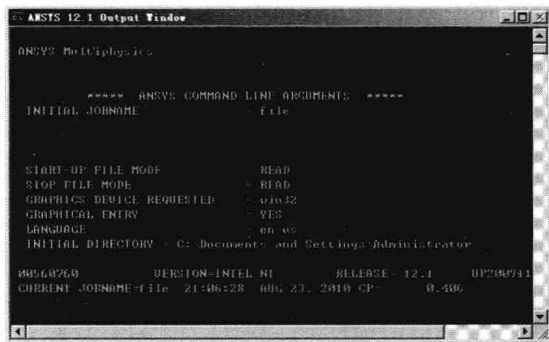 ANSYS 12.1 Output Window
ANSYS Multiphysics
***** ANSYS COMMAND LINE ARGUMENTS *****
INITIAL JOBNAME = file
START-UP FILE MODE = READ
STOP FILE MODE = READ
GRAPHICS DEVICE REQUESTED = win32
GRAPHICAL ENTRY = YES
LANGUAGE = en-us
INITIAL DIRECTORY = C:\Documents and Settings\Administrator
00560760 VERSION=INTEL NT RELEASE= 12.1 UP200911
CURRENT JOBNAME=file 21:06:28 AUG 23, 2010 CP= 0.406